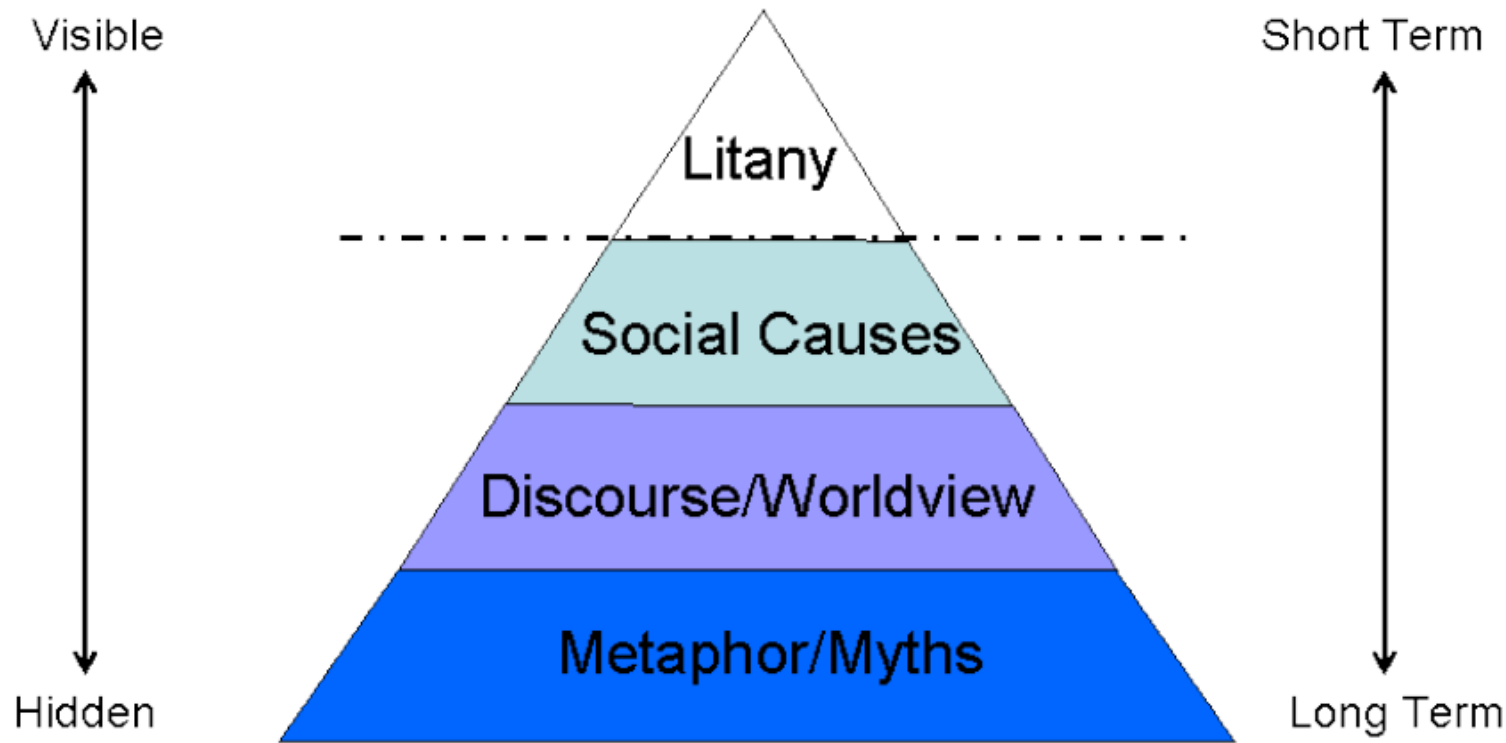 Visible
Short Term
Litany
Social Causes
Discourse/Worldview
Metaphor/Myths
Hidden
Long Term